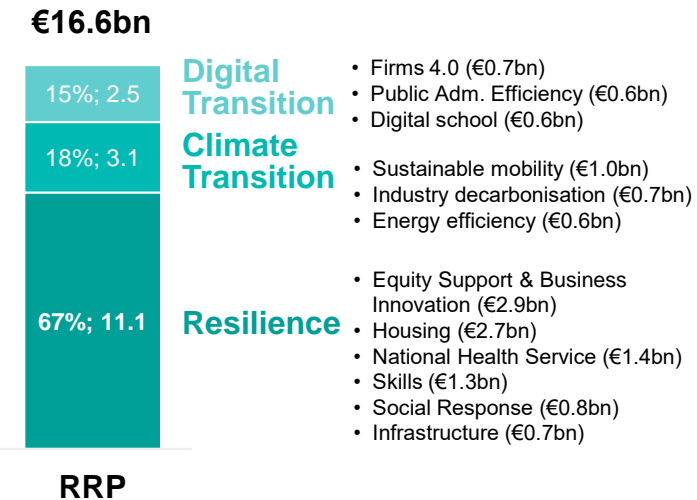 €16.6bn
15%; 2.5
Digital
Transition
• Firms 4.0 (€0.7bn)
• Public Adm. Efficiency (€0.6bn)
• Digital school (€0.6bn)
18%; 3.1
Climate
Transition
• Sustainable mobility (€1.0bn)
• Industry decarbonisation (€0.7bn)
• Energy efficiency (€0.6bn)
67%; 11.1
Resilience
• Equity Support & Business
Innovation (€2.9bn)
• Housing (€2.7bn)
• National Health Service (€1.4bn)
• Skills (€1.3bn)
• Social Response (€0.8bn)
• Infrastructure (€0.7bn)
RRP